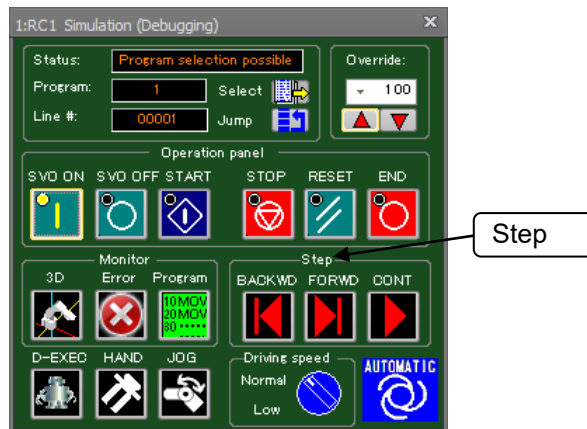 1:RC1 Simulation (Debugging)
Status: Program selection possible
Override:
Program: 1 Select
100
Line #: 00001 Jump
Operation panel
SVO ON SVO OFF START STOP RESET END
Monitor
Step
Step
3D Error Program
BACKWD FORWD CONT
10MOV
20MOV
30 ·····
D-EXEC HAND JOG
Driving speed
Normal
Low
AUTOMATIC